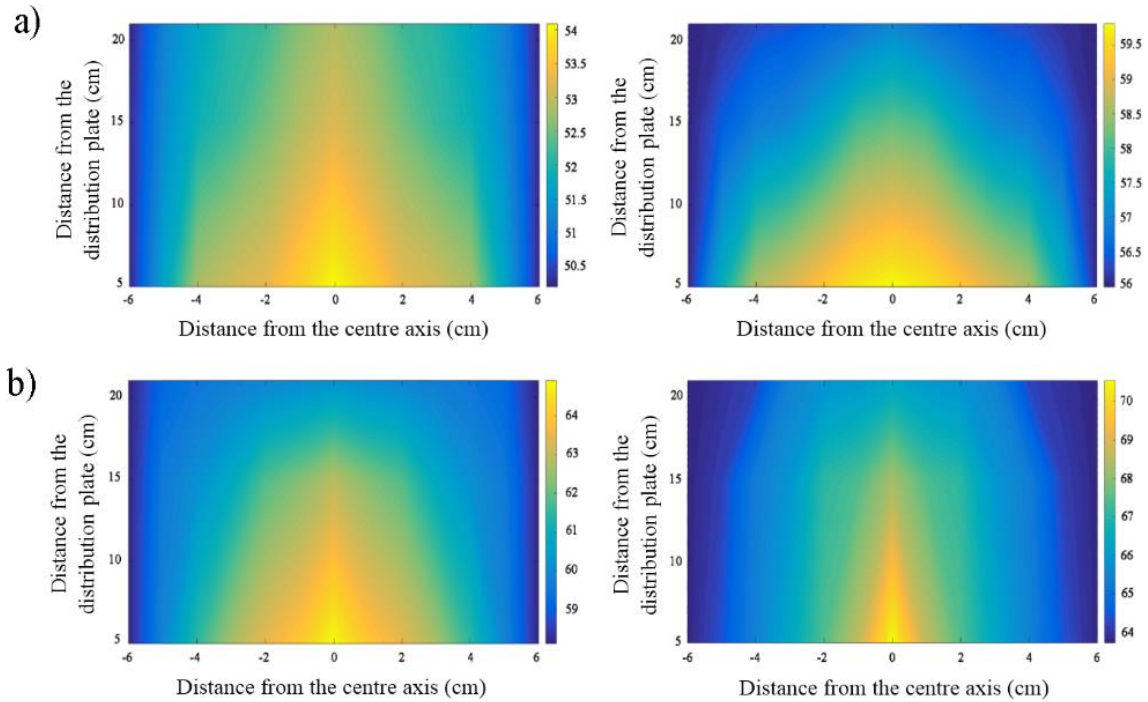 a)
Distance from the
distribution plate (cm)
20
15
10
5
-6 -4 -2 0 2 4 6
Distance from the centre axis (cm)
54
53.5
53
52.5
52
51.5
51
50.5
Distance from the
distribution plate (cm)
20
15
10
5
-6 -4 -2 0 2 4 6
Distance from the centre axis (cm)
59.5
59
58.5
58
57.5
57
56.5
56
b)
Distance from the
distribution plate (cm)
20
15
10
5
-6 -4 -2 0 2 4 6
Distance from the centre axis (cm)
64
63
62
61
60
59
Distance from the
distribution plate (cm)
20
15
10
5
-6 -4 -2 0 2 4 6
Distance from the centre axis (cm)
70
69
68
67
66
65
64